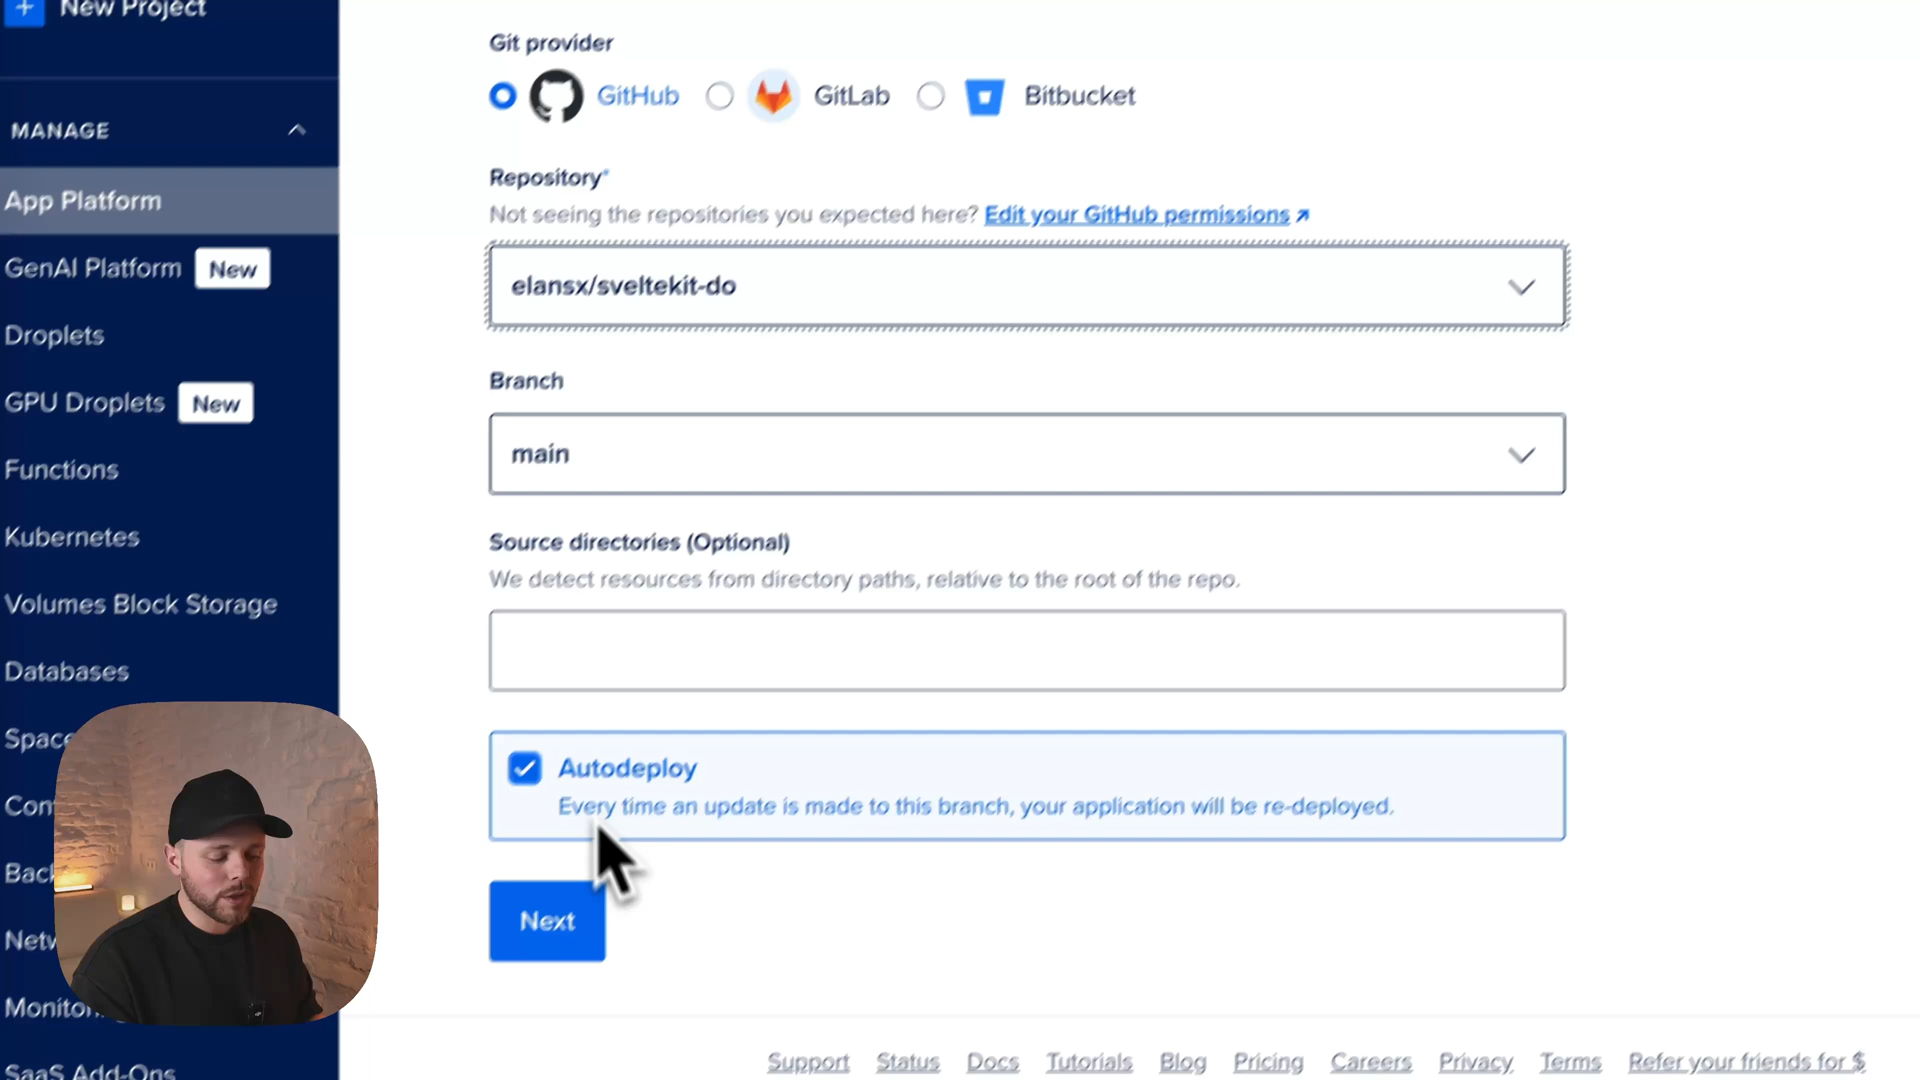 New Project
MANAGE
App Platform
GenAI Platform New
Droplets
GPU Droplets New
Functions
Kubernetes
Volumes Block Storage
Databases
SaaS Add-Ons
Git provider
GitHub GitLab Bitbucket
Repository*
Not seeing the repositories you expected here? Edit your GitHub permissions
elansx/sveltekit-do
Branch
main
Source directories (Optional)
We detect resources from directory paths, relative to the root of the repo.
Autodeploy
Every time an update is made to this branch, your application will be re-deployed.
Next
Support Status Docs Tutorials Blog Pricing Careers Privacy Terms Refer your friends for $